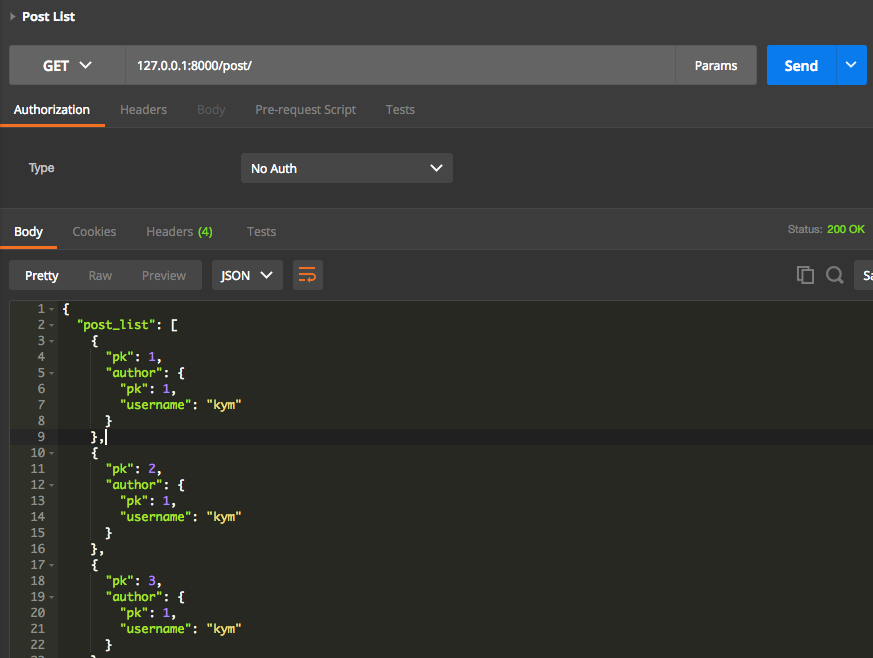 Post List
GET 127.0.0.1:8000/post/ Params Send
Authorization Headers Body Pre-request Script Tests
Type No Auth
Body Cookies Headers (4) Tests Status: 200 OK
Pretty Raw Preview JSON
1 {
2 "post_list": [
3 {
4 "pk": 1,
5 "author": {
6 "pk": 1,
7 "username": "kym"
8 }
9 },
10 {
11 "pk": 2,
12 "author": {
13 "pk": 1,
14 "username": "kym"
15 }
16 },
17 {
18 "pk": 3,
19 "author": {
20 "pk": 1,
21 "username": "kym"
22 }